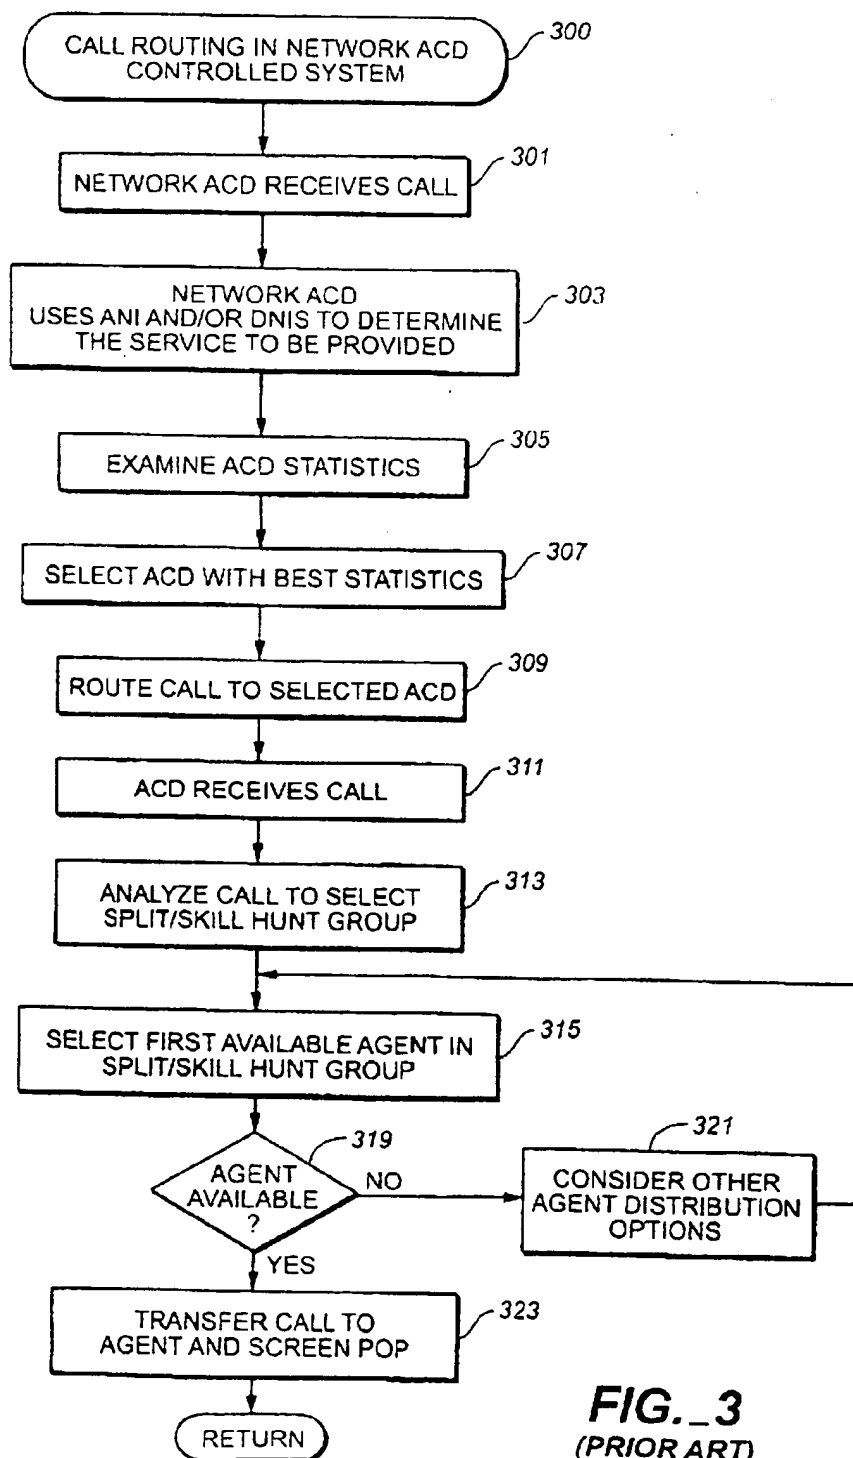 CALL ROUTING IN NETWORK ACD
CONTROLLED SYSTEM
300
NETWORK ACD RECEIVES CALL
301
NETWORK ACD
USES ANI AND/OR DNIS TO DETERMINE
THE SERVICE TO BE PROVIDED
303
EXAMINE ACD STATISTICS
305
SELECT ACD WITH BEST STATISTICS
307
ROUTE CALL TO SELECTED ACD
309
ACD RECEIVES CALL
311
ANALYZE CALL TO SELECT
SPLIT/SKILL HUNT GROUP
313
SELECT FIRST AVAILABLE AGENT IN
SPLIT/SKILL HUNT GROUP
315
AGENT
AVAILABLE
?
319
NO
YES
CONSIDER OTHER
AGENT DISTRIBUTION
OPTIONS
321
TRANSFER CALL TO
AGENT AND SCREEN POP
323
RETURN
FIG._3
(PRIOR ART)